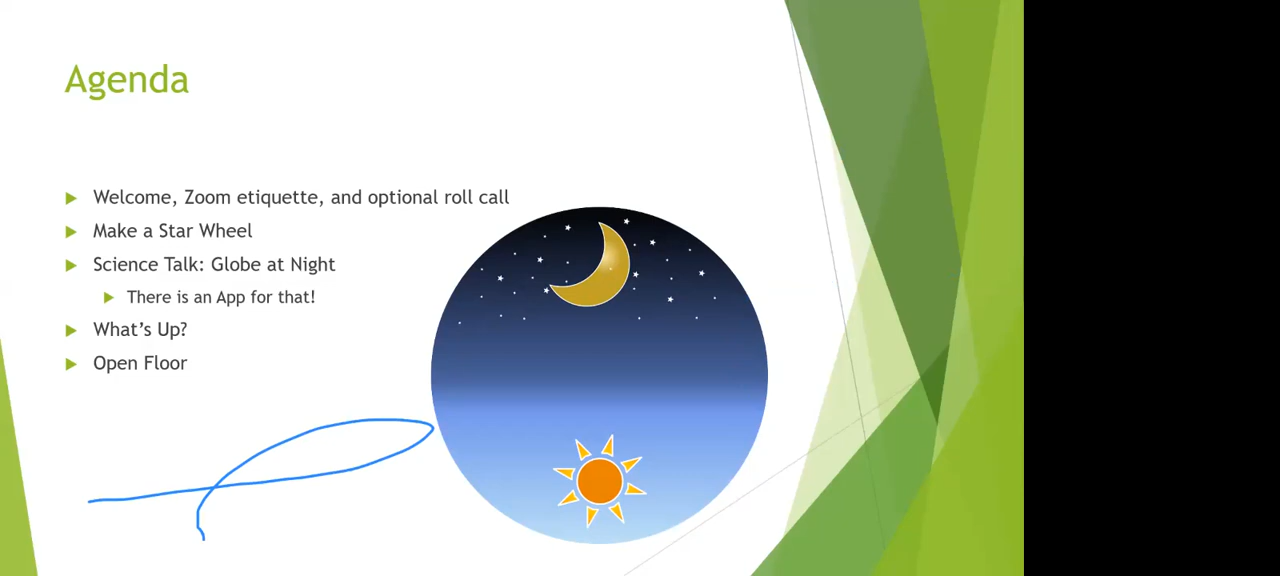 Agenda
Welcome, Zoom etiquette, and optional roll call
Make a Star Wheel
Science Talk: Globe at Night
There is an App for that!
What’s Up?
Open Floor